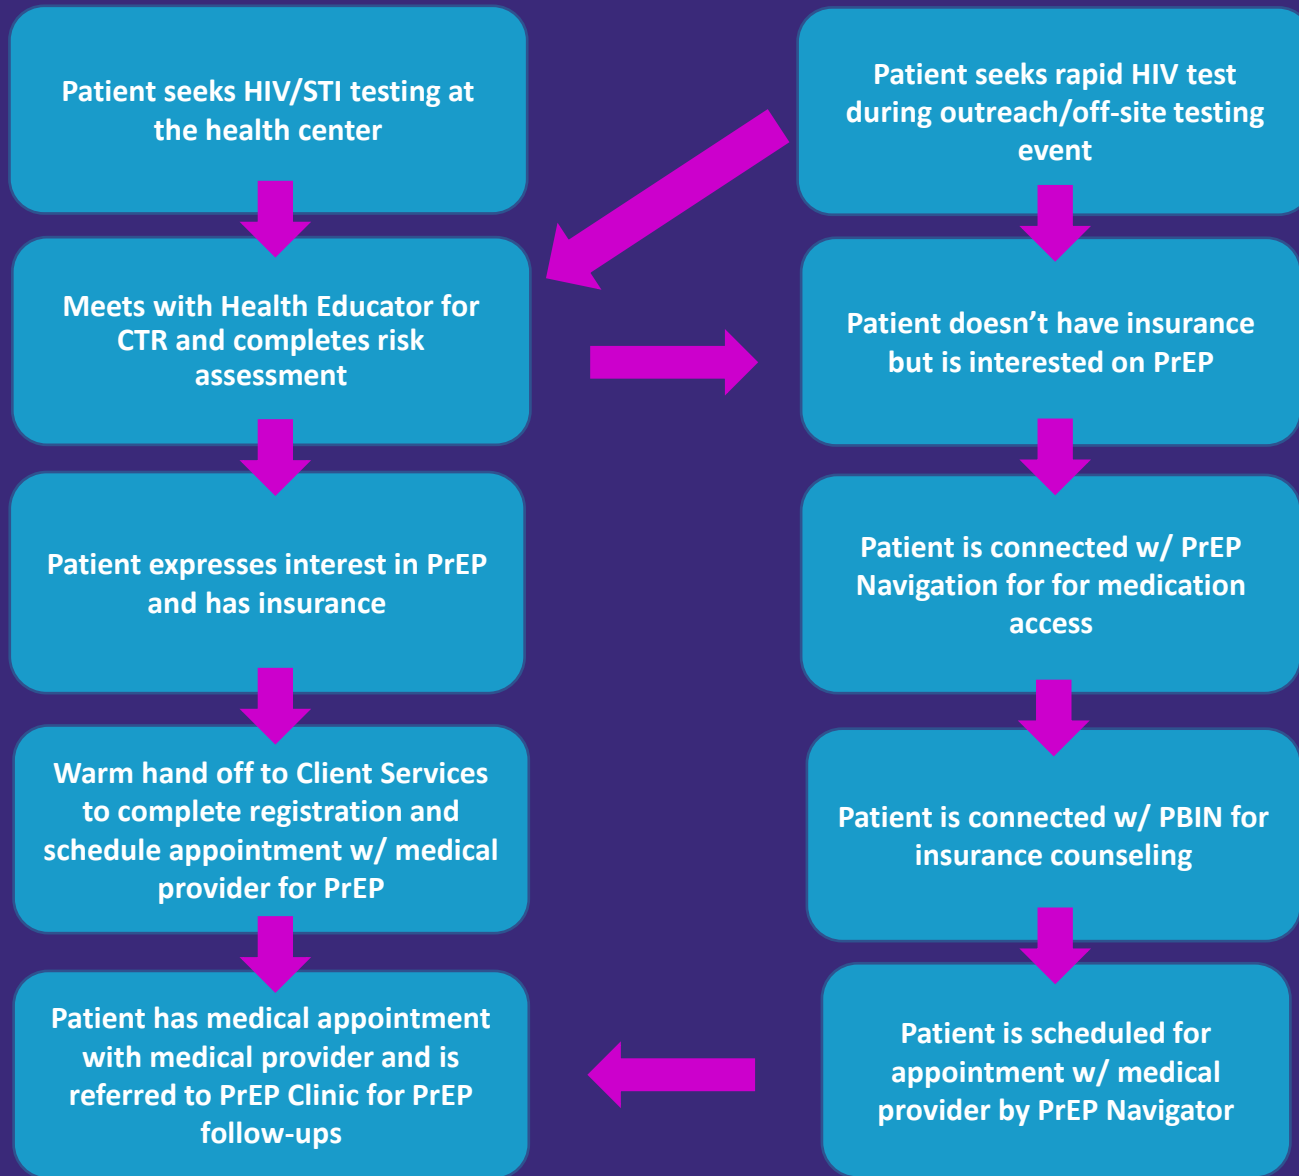 Patient seeks HIV/STI testing at
the health center
Meets with Health Educator for
CTR and completes risk
assessment
Patient expresses interest in PrEP
and has insurance
Warm hand off to Client Services
to complete registration and
schedule appointment w/ medical
provider for PrEP
Patient has medical appointment
with medical provider and is
referred to PrEP Clinic for PrEP
follow-ups
Patient seeks rapid HIV test
during outreach/off-site testing
event
Patient doesn’t have insurance
but is interested on PrEP
Patient is connected w/ PrEP
Navigation for for medication
access
Patient is connected w/ PBIN for
insurance counseling
Patient is scheduled for
appointment w/ medical
provider by PrEP Navigator